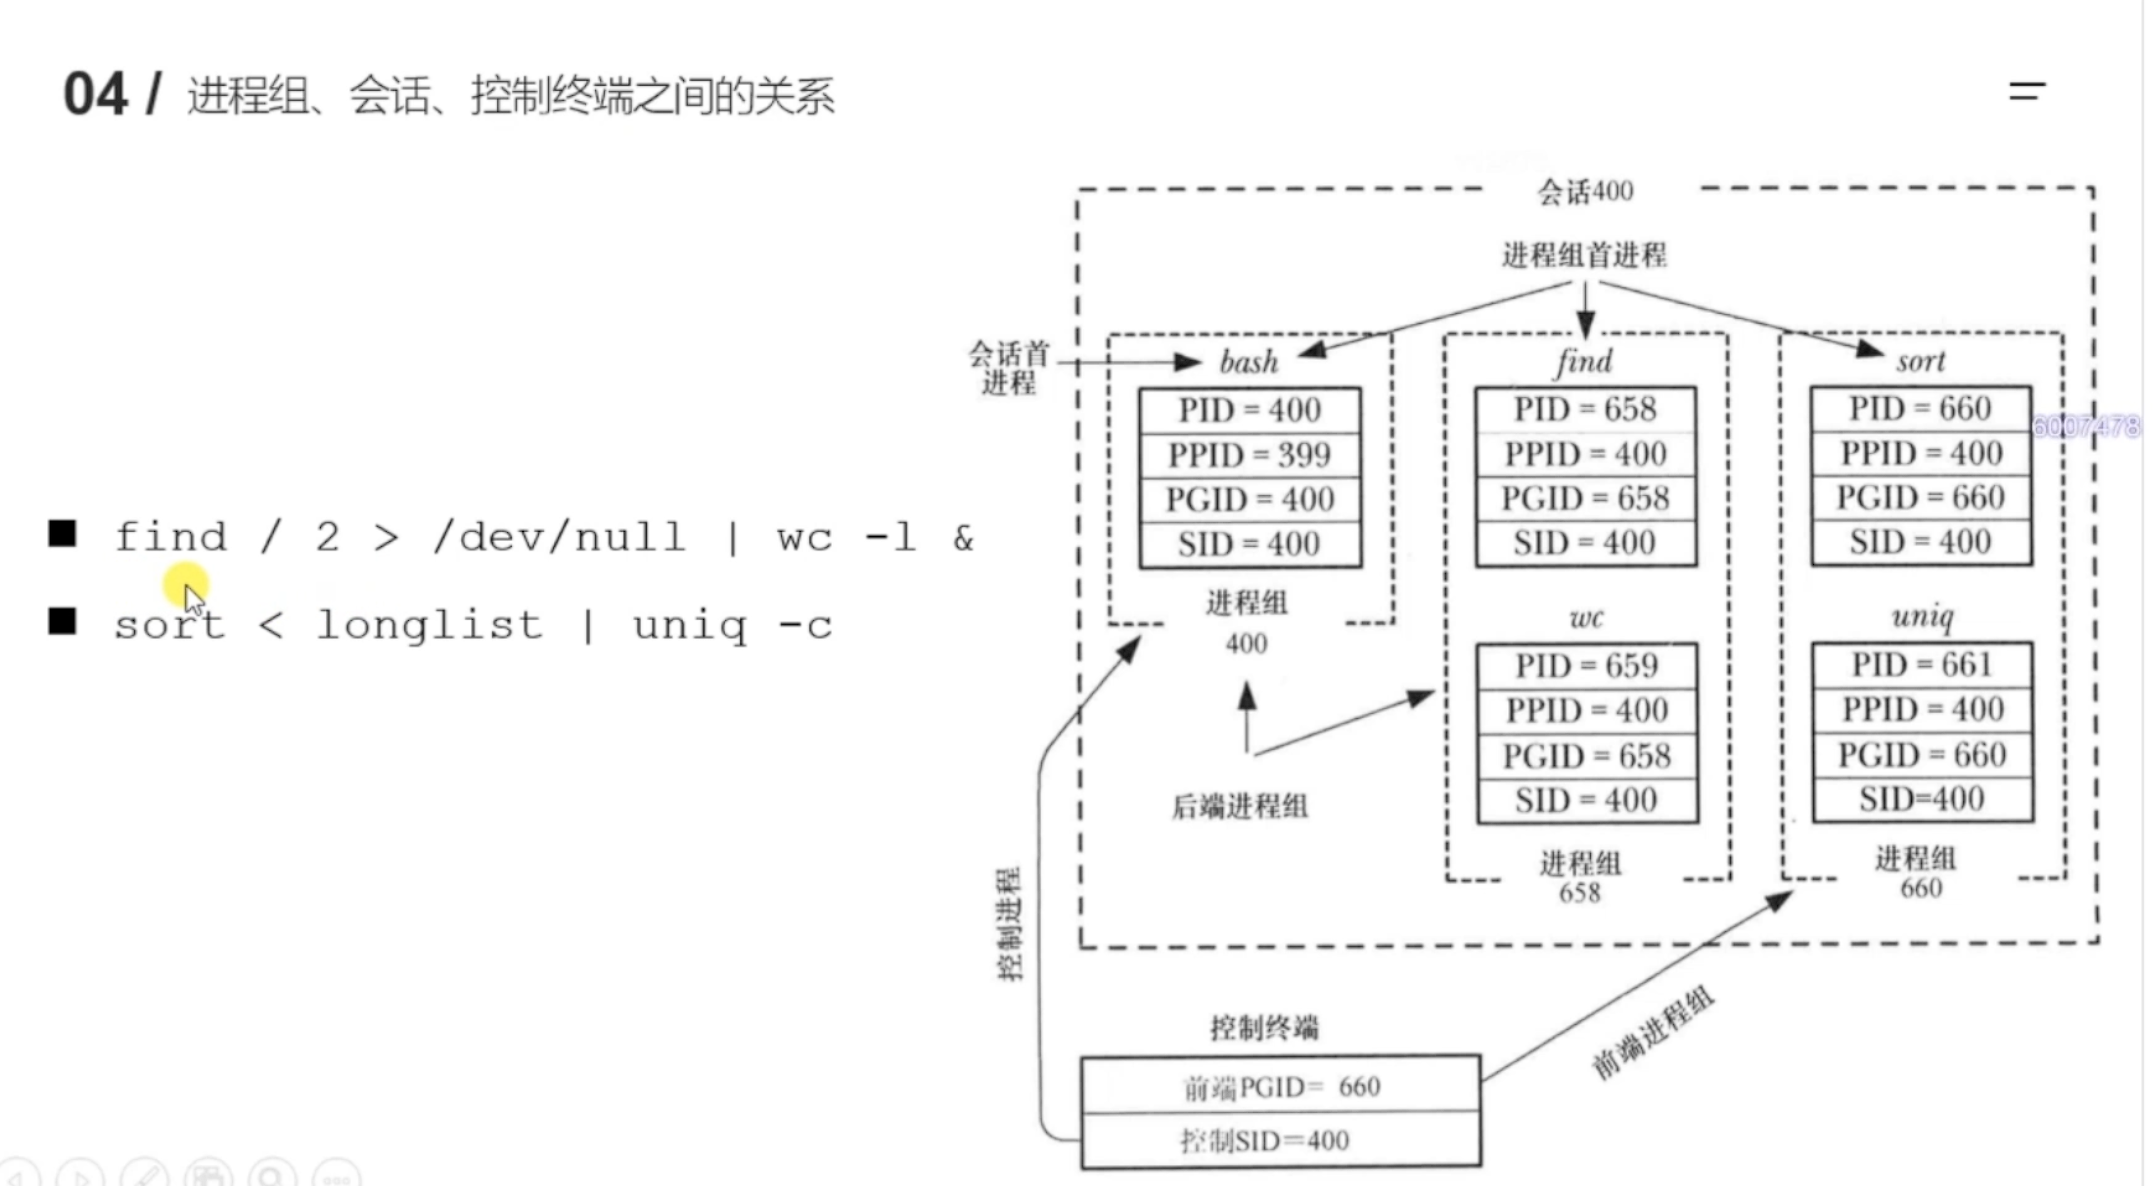 04 / 进程组、会话、控制终端之间的关系
find / 2 > /dev/null | wc -l &
sort < longlist | uniq -c
会话400
进程组首进程
会话首
进程
bash
PID = 400
PPID = 399
PGID = 400
SID = 400
进程组
400
find
PID = 658
PPID = 400
PGID = 658
SID = 400
wc
PID = 659
PPID = 400
PGID = 658
SID = 400
进程组
658
sort
PID = 660
PPID = 400
PGID = 660
SID = 400
uniq
PID = 661
PPID = 400
PGID = 660
SID=400
进程组
660
6007478
后端进程组
控制进程
控制终端
前端PGID= 660
控制SID=400
前端进程组